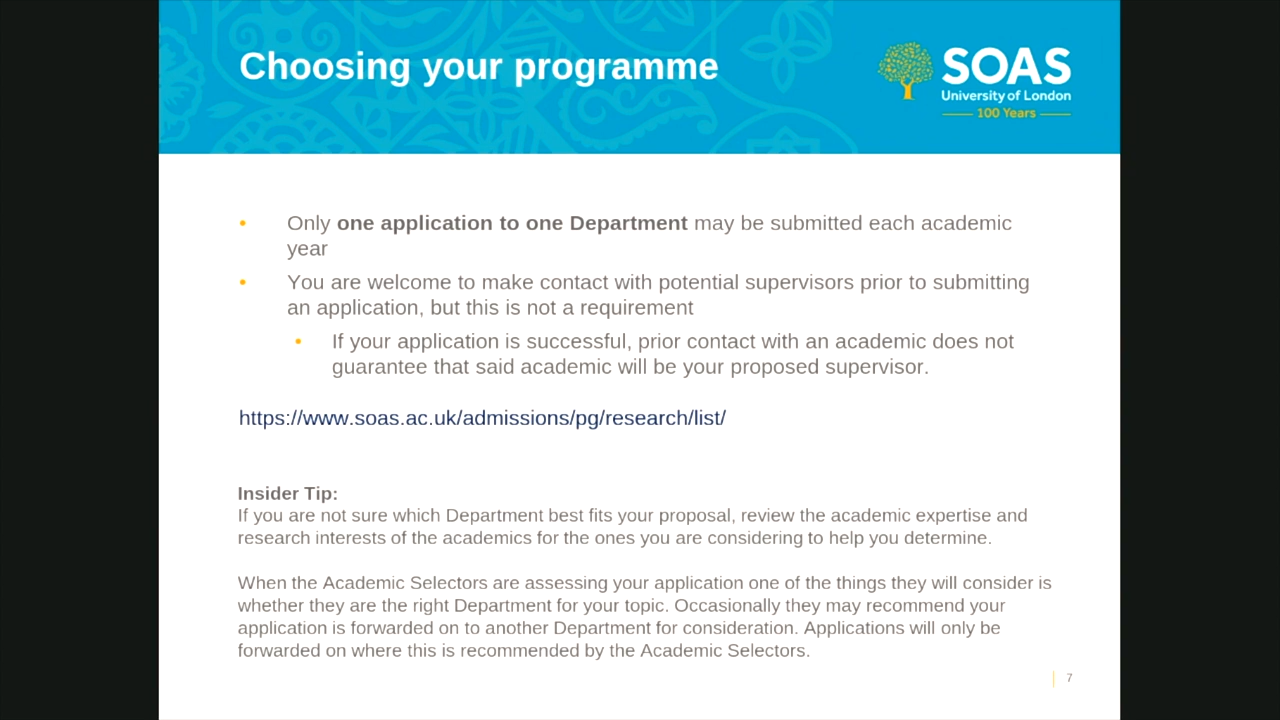 Choosing your programme
SOAS
University of London
100 Years
• Only one application to one Department may be submitted each academic
year
• You are welcome to make contact with potential supervisors prior to submitting
an application, but this is not a requirement
• If your application is successful, prior contact with an academic does not
guarantee that said academic will be your proposed supervisor.
https://www.soas.ac.uk/admissions/pg/research/list/
Insider Tip:
If you are not sure which Department best fits your proposal, review the academic expertise and
research interests of the academics for the ones you are considering to help you determine.
When the Academic Selectors are assessing your application one of the things they will consider is
whether they are the right Department for your topic. Occasionally they may recommend your
application is forwarded on to another Department for consideration. Applications will only be
forwarded on where this is recommended by the Academic Selectors.
7